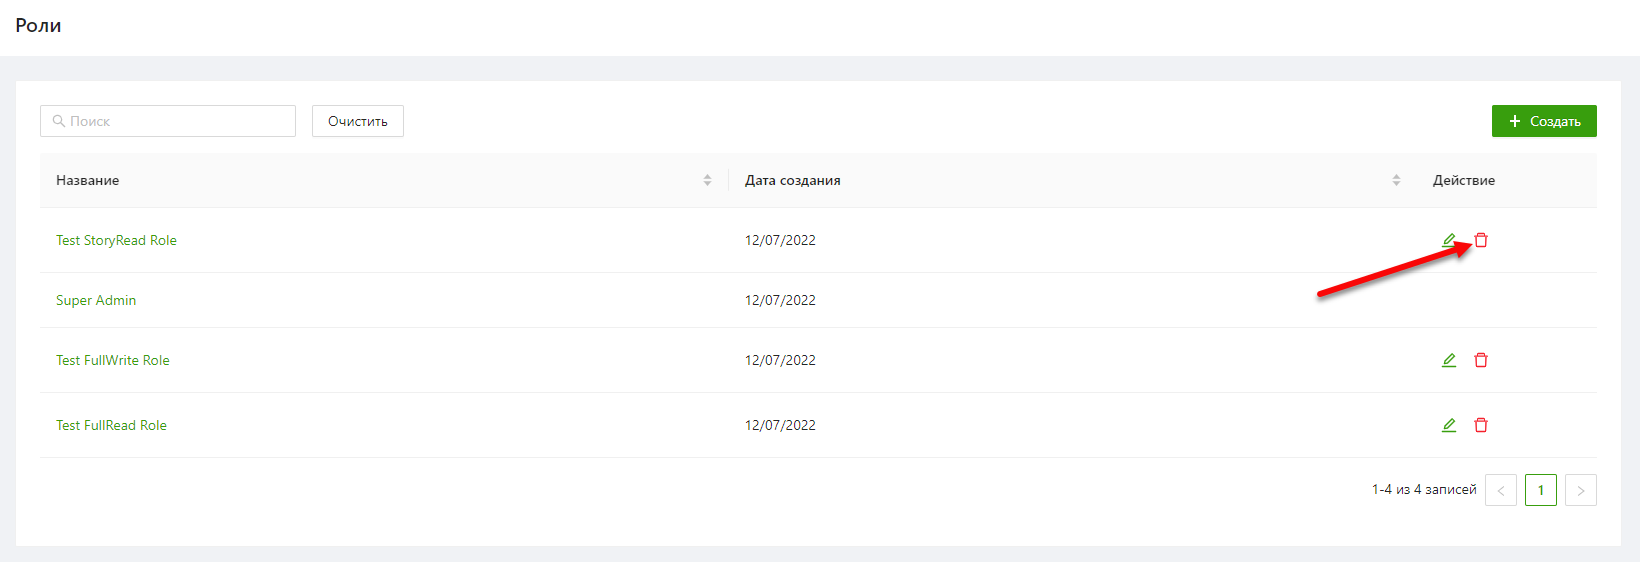 Роли
Поиск
Очистить
Создать
Название Дата создания Действие
Test StoryRead Role 12/07/2022
Super Admin 12/07/2022
Test FullWrite Role 12/07/2022
Test FullRead Role 12/07/2022
1-4 из 4 записей < 1 >